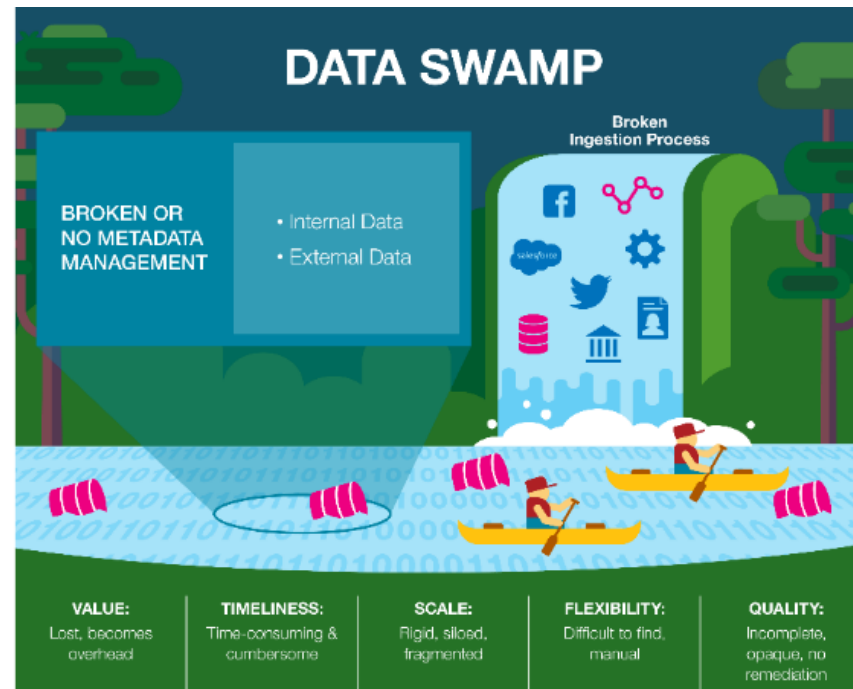 DATA SWAMP
Broken
Ingestion Process
BROKEN OR
NO METADATA
MANAGEMENT
• Internal Data
• External Data
salesforce
VALUE:
Lost, becomes
overhead
TIMELINESS:
Time-consuming &
cumbersome
SCALE:
Rigid, siloed,
fragmented
FLEXIBILITY:
Difficult to find,
manual
QUALITY:
Incomplete,
opaque, no
remediation